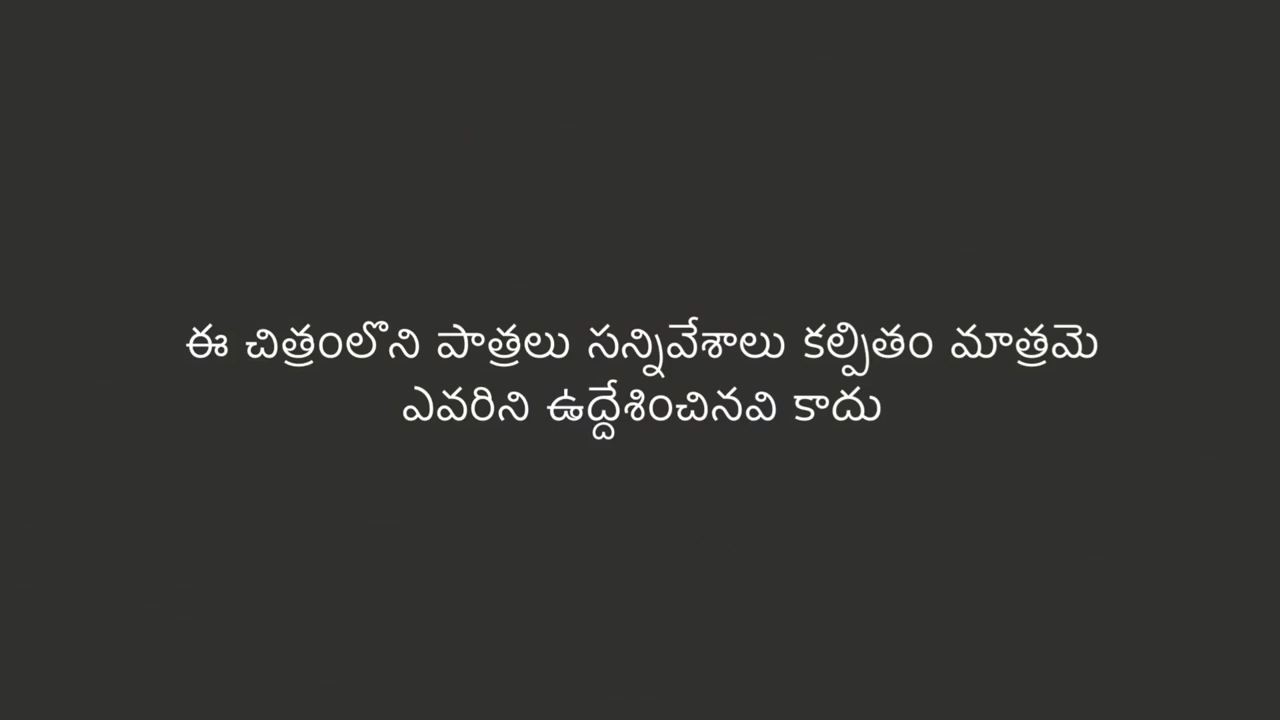 ఈ చిత్రంలొని పాత్రలు సన్నివేశాలు కల్పితం మాత్రమె
ఎవరిని ఉద్దేశించినవి కాదు